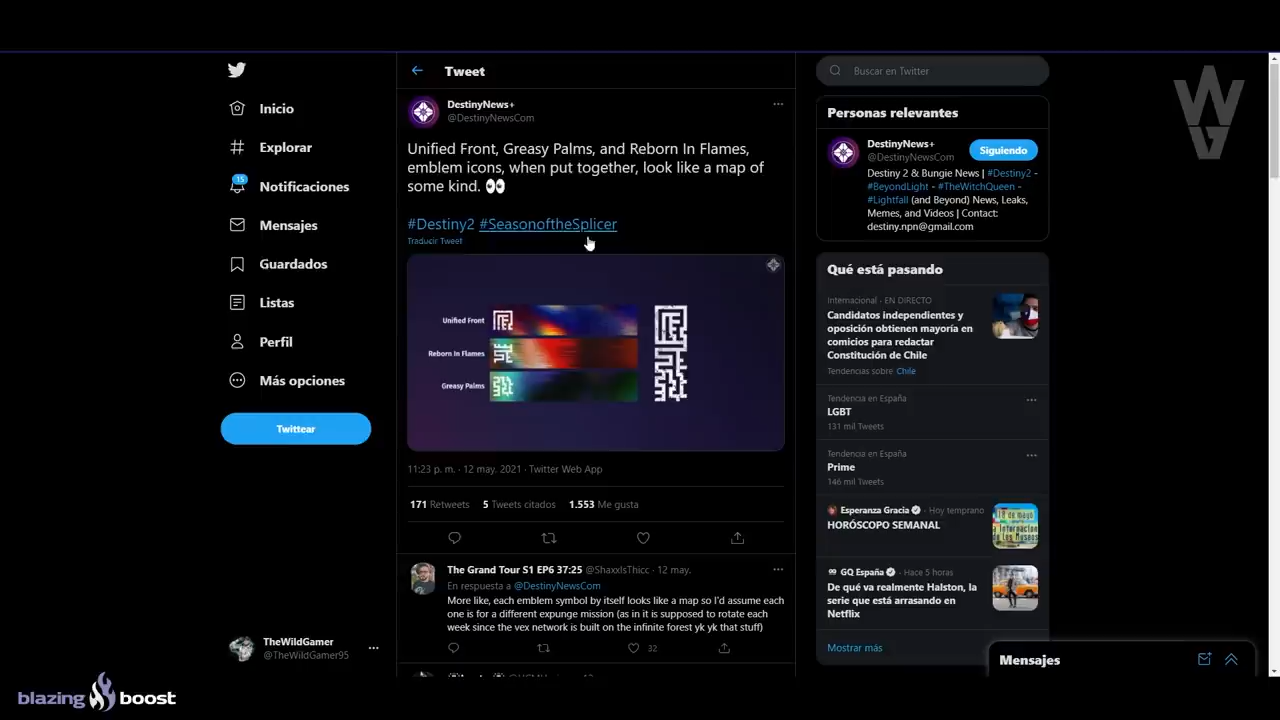 Inicio
Explorar
15
Notificaciones
Mensajes
Guardados
Listas
Perfil
Más opciones
Twittear
TheWildGamer
@TheWildGamer95
blazing boost
Tweet
DestinyNews+
@DestinyNewsCom
Unified Front, Greasy Palms, and Reborn In Flames,
emblem icons, when put together, look like a map of
some kind. 👀
#Destiny2 #SeasonoftheSplicer
Traducir Tweet
Unified Front
Reborn In Flames
Greasy Palms
11:23 p. m. · 12 may. 2021 · Twitter Web App
171 Retweets 5 Tweets citados 1.553 Me gusta
The Grand Tour S1 EP6 37:25 @ShaxxIsThicc · 12 may.
En respuesta a @DestinyNewsCom
More like, each emblem symbol by itself looks like a map so I'd assume each
one is for a different expunge mission (as in it is supposed to rotate each
week since the vex network is built on the infinite forest yk yk that stuff)
32
Buscar en Twitter
Personas relevantes
DestinyNews+
@DestinyNewsCom
Siguiendo
Destiny 2 & Bungie News | #Destiny2 -
#BeyondLight - #TheWitchQueen -
#Lightfall (and Beyond) News, Leaks,
Memes, and Videos | Contact:
destiny.npn@gmail.com
Qué está pasando
Internacional · EN DIRECTO
Candidatos independientes y
oposición obtienen mayoría en
comicios para redactar
Constitución de Chile
Tendencias sobre Chile
Tendencia en España
LGBT
131 mil Tweets
Tendencia en España
Prime
146 mil Tweets
Esperanza Gracia · Hoy temprano
HORÓSCOPO SEMANAL
GQ España · Hace 5 horas
De qué va realmente Halston, la
serie que está arrasando en
Netflix
Mostrar más
Mensajes